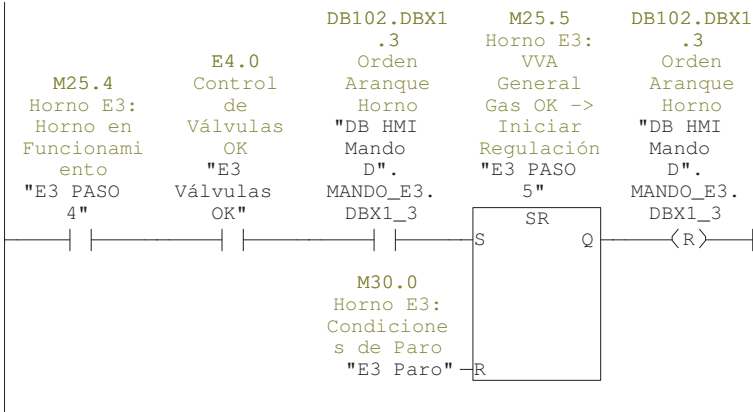 M25.4
Horno E3:
Horno en
Funcionami
ento
"E3 PASO
4"
E4.0
Control
de
Válvulas
OK
"E3
Válvulas
OK"
DB102.DBX1
.3
Orden
Aranque
Horno
"DB HMI
Mando
D".
MANDO_E3.
DBX1_3
M25.5
Horno E3:
VVA
General
Gas OK ->
Iniciar
Regulación
"E3 PASO
5"
SR
S
Q
DB102.DBX1
.3
Orden
Aranque
Horno
"DB HMI
Mando
D".
MANDO_E3.
DBX1_3
R
M30.0
Horno E3:
Condicione
s de Paro
"E3 Paro"
R